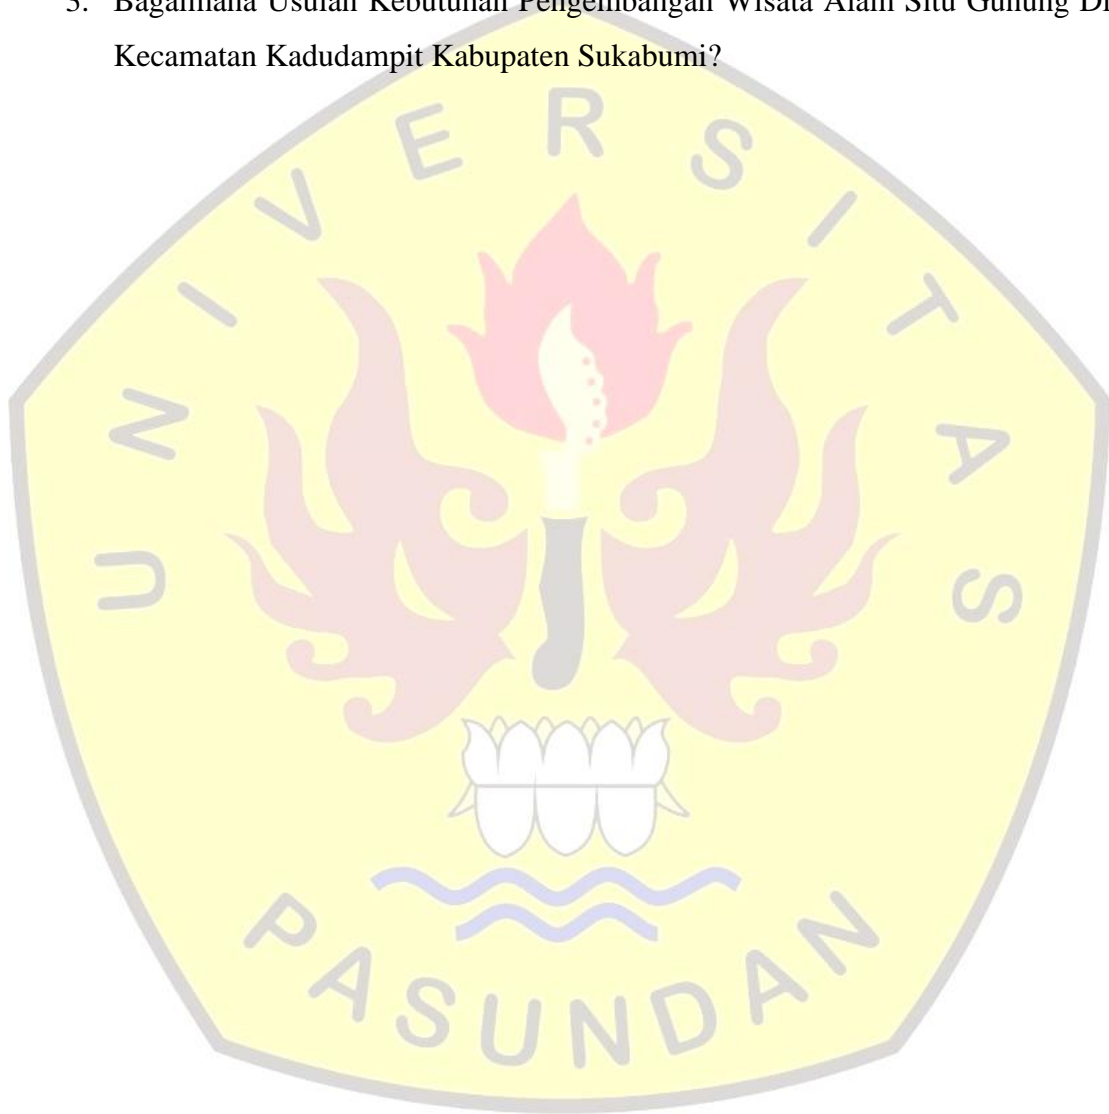 3. Bagaimana Usulan Kebutuhan Pengembangan Wisata Alam Situ Gunung Di
Kecamatan Kadudampit Kabupaten Sukabumi?
UNIVERSITAS
PASUNDAN